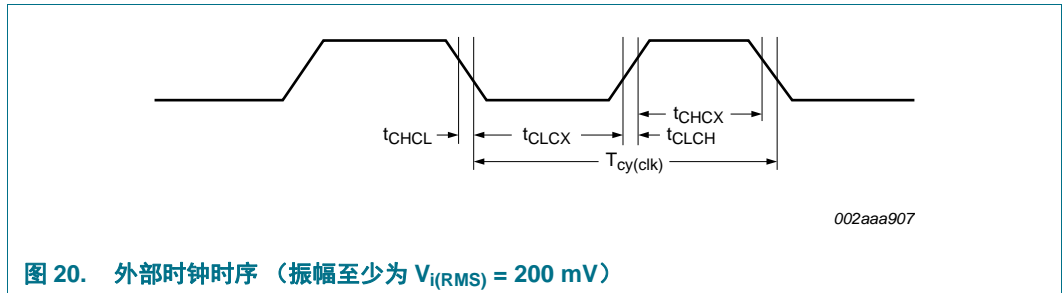 tCHCX
tCHCL tCLCX tCLCH
Tcy(clk)
002aaa907
图 20. 外部时钟时序 （振幅至少为 Vi(RMS) = 200 mV）